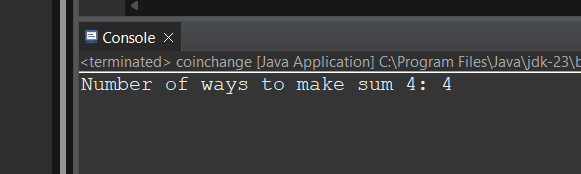 Console
<terminated> coinchange [Java Application] C:\Program Files\Java\jdk-23\b
Number of ways to make sum 4: 4